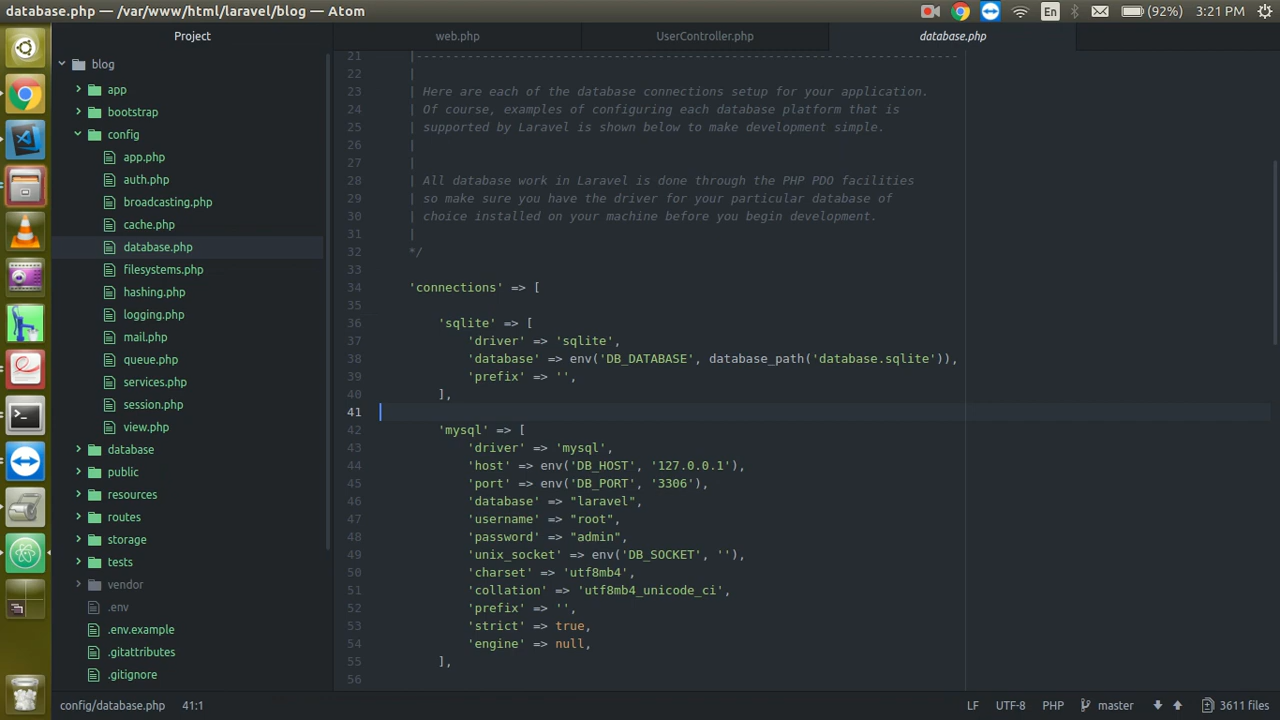 database.php — /var/www/html/laravel/blog — Atom
En
(92%)
3:21 PM
Project
web.php
UserController.php
database.php
blog
app
bootstrap
config
app.php
auth.php
broadcasting.php
cache.php
database.php
filesystems.php
hashing.php
logging.php
mail.php
queue.php
services.php
session.php
view.php
database
public
resources
routes
storage
tests
vendor
.env
.env.example
.gitattributes
.gitignore
21 |--------------------------------------------------------------------------
22 |
23 | Here are each of the database connections setup for your application.
24 | Of course, examples of configuring each database platform that is
25 | supported by Laravel is shown below to make development simple.
26 |
27 |
28 | All database work in Laravel is done through the PHP PDO facilities
29 | so make sure you have the driver for your particular database of
30 | choice installed on your machine before you begin development.
31 |
32 */
33
34 'connections' => [
35
36 'sqlite' => [
37 'driver' => 'sqlite',
38 'database' => env('DB_DATABASE', database_path('database.sqlite')),
39 'prefix' => '',
40 ],
41
42 'mysql' => [
43 'driver' => 'mysql',
44 'host' => env('DB_HOST', '127.0.0.1'),
45 'port' => env('DB_PORT', '3306'),
46 'database' => "laravel",
47 'username' => "root",
48 'password' => "admin",
49 'unix_socket' => env('DB_SOCKET', ''),
50 'charset' => 'utf8mb4',
51 'collation' => 'utf8mb4_unicode_ci',
52 'prefix' => '',
53 'strict' => true,
54 'engine' => null,
55 ],
56
config/database.php 41:1
LF UTF-8 PHP master 3611 files